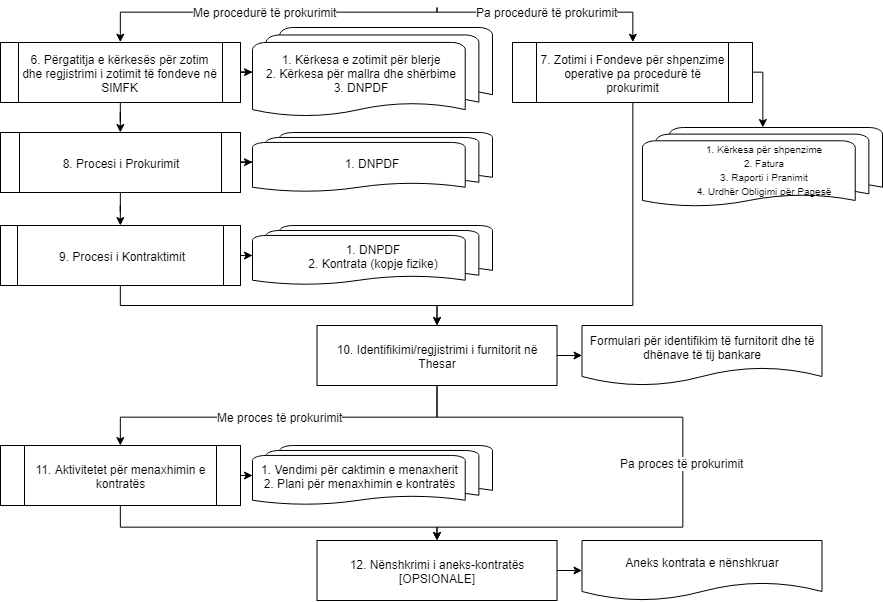 Me procedurë të prokurimit
Pa procedurë të prokurimit
6. Përgatitja e kërkesës për zotim
dhe regjistrimi i zotimit të fondeve në
SIMFK
1. Kërkesa e zotimit për blerje
2. Kërkesa për mallra dhe shërbime
3. DNPDF
7. Zotimi i Fondeve për shpenzime
operative pa procedurë të
prokurimit
1. Kërkesa për shpenzime
2. Fatura
3. Raporti i Pranimit
4. Urdhër Obligimi për Pagesë
8. Procesi i Prokurimit
1. DNPDF
9. Procesi i Kontraktimit
1. DNPDF
2. Kontrata (kopje fizike)
10. Identifikimi/regjistrimi i furnitorit në
Thesar
Formulari për identifikim të furnitorit dhe të
dhënave të tij bankare
Me proces të prokurimit
Pa proces të prokurimit
11. Aktivitetet për menaxhimin e
kontratës
1. Vendimi për caktimin e menaxherit
2. Plani për menaxhimin e kontratës
12. Nënshkrimi i aneks-kontratës
[OPSIONALE]
Aneks kontrata e nënshkruar